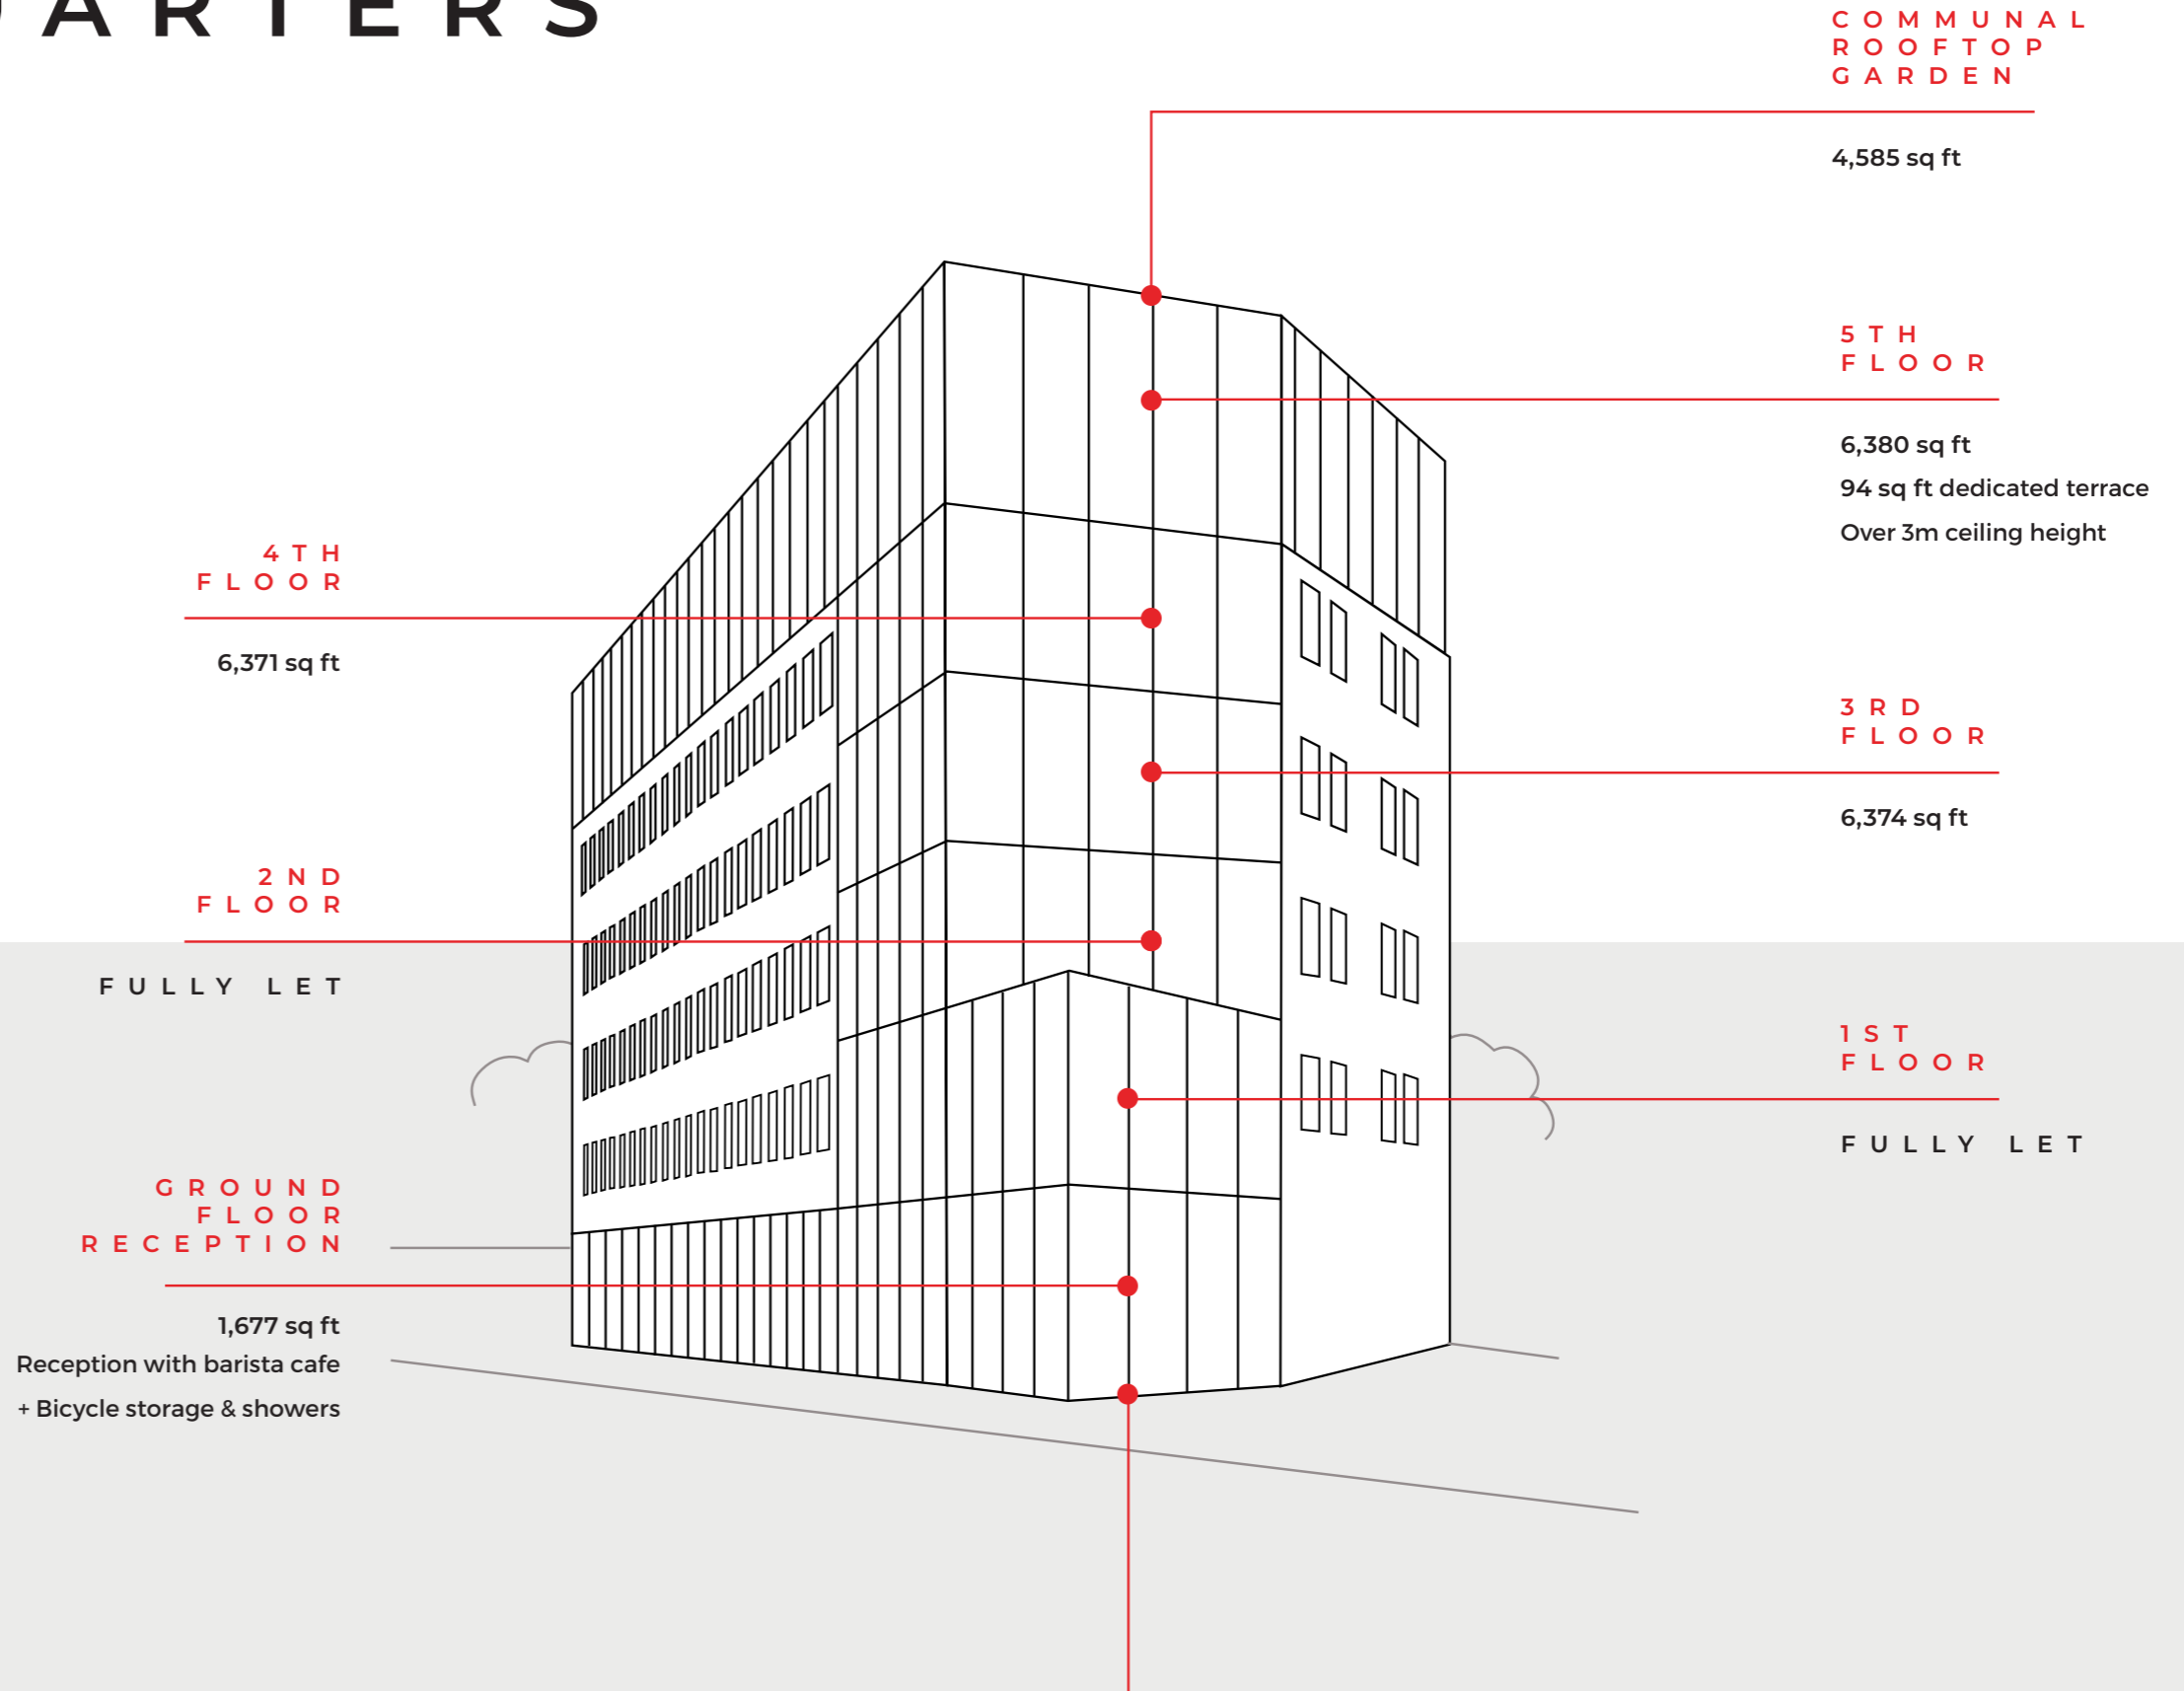 ARTERS
COMMUNAL
ROOFTOP
GARDEN
4,585 sq ft
5TH
FLOOR
6,380 sq ft
94 sq ft dedicated terrace
Over 3m ceiling height
4TH
FLOOR
6,371 sq ft
3RD
FLOOR
6,374 sq ft
2ND
FLOOR
FULLY LET
1ST
FLOOR
FULLY LET
GROUND
FLOOR
RECEPTION
1,677 sq ft
Reception with barista cafe
+ Bicycle storage & showers